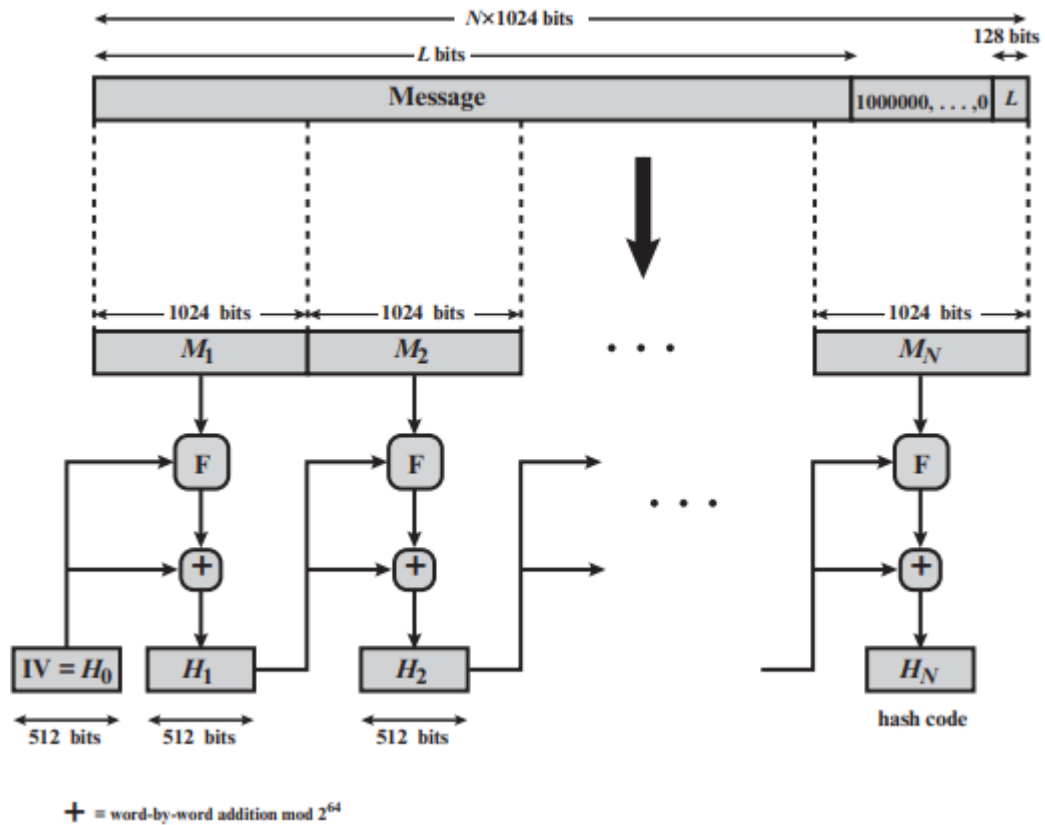 N×1024 bits
128 bits
L bits
Message
1000000, . . . ,0
L
1024 bits
1024 bits
1024 bits
M1
M2
. . .
MN
F
F
F
. . .
+
+
+
IV = H0
H1
H2
HN
hash code
512 bits
512 bits
512 bits
+ = word-by-word addition mod 2^64